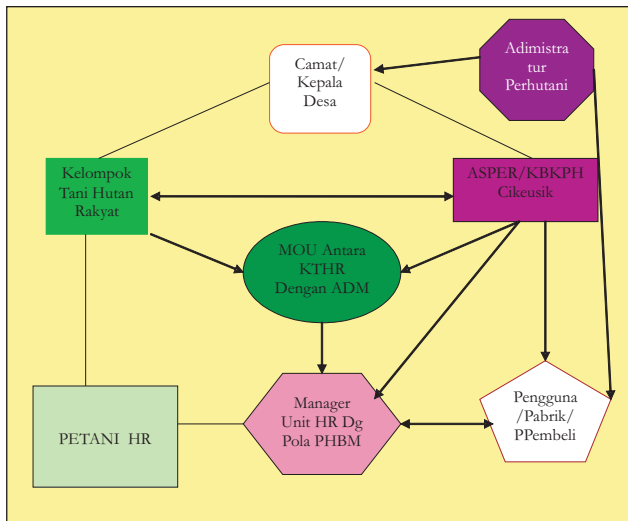 Camat/
Kepala
Desa
Adimistra
tur
Perhutani
Kelompok
Tani Hutan
Rakyat
ASPER/KBKPH
Cikeusik
MOU Antara
KTHR
Dengan ADM
PETANI HR
Manager
Unit HR Dg
Pola PHBM
Pengguna
/Pabrik/
PPembeli